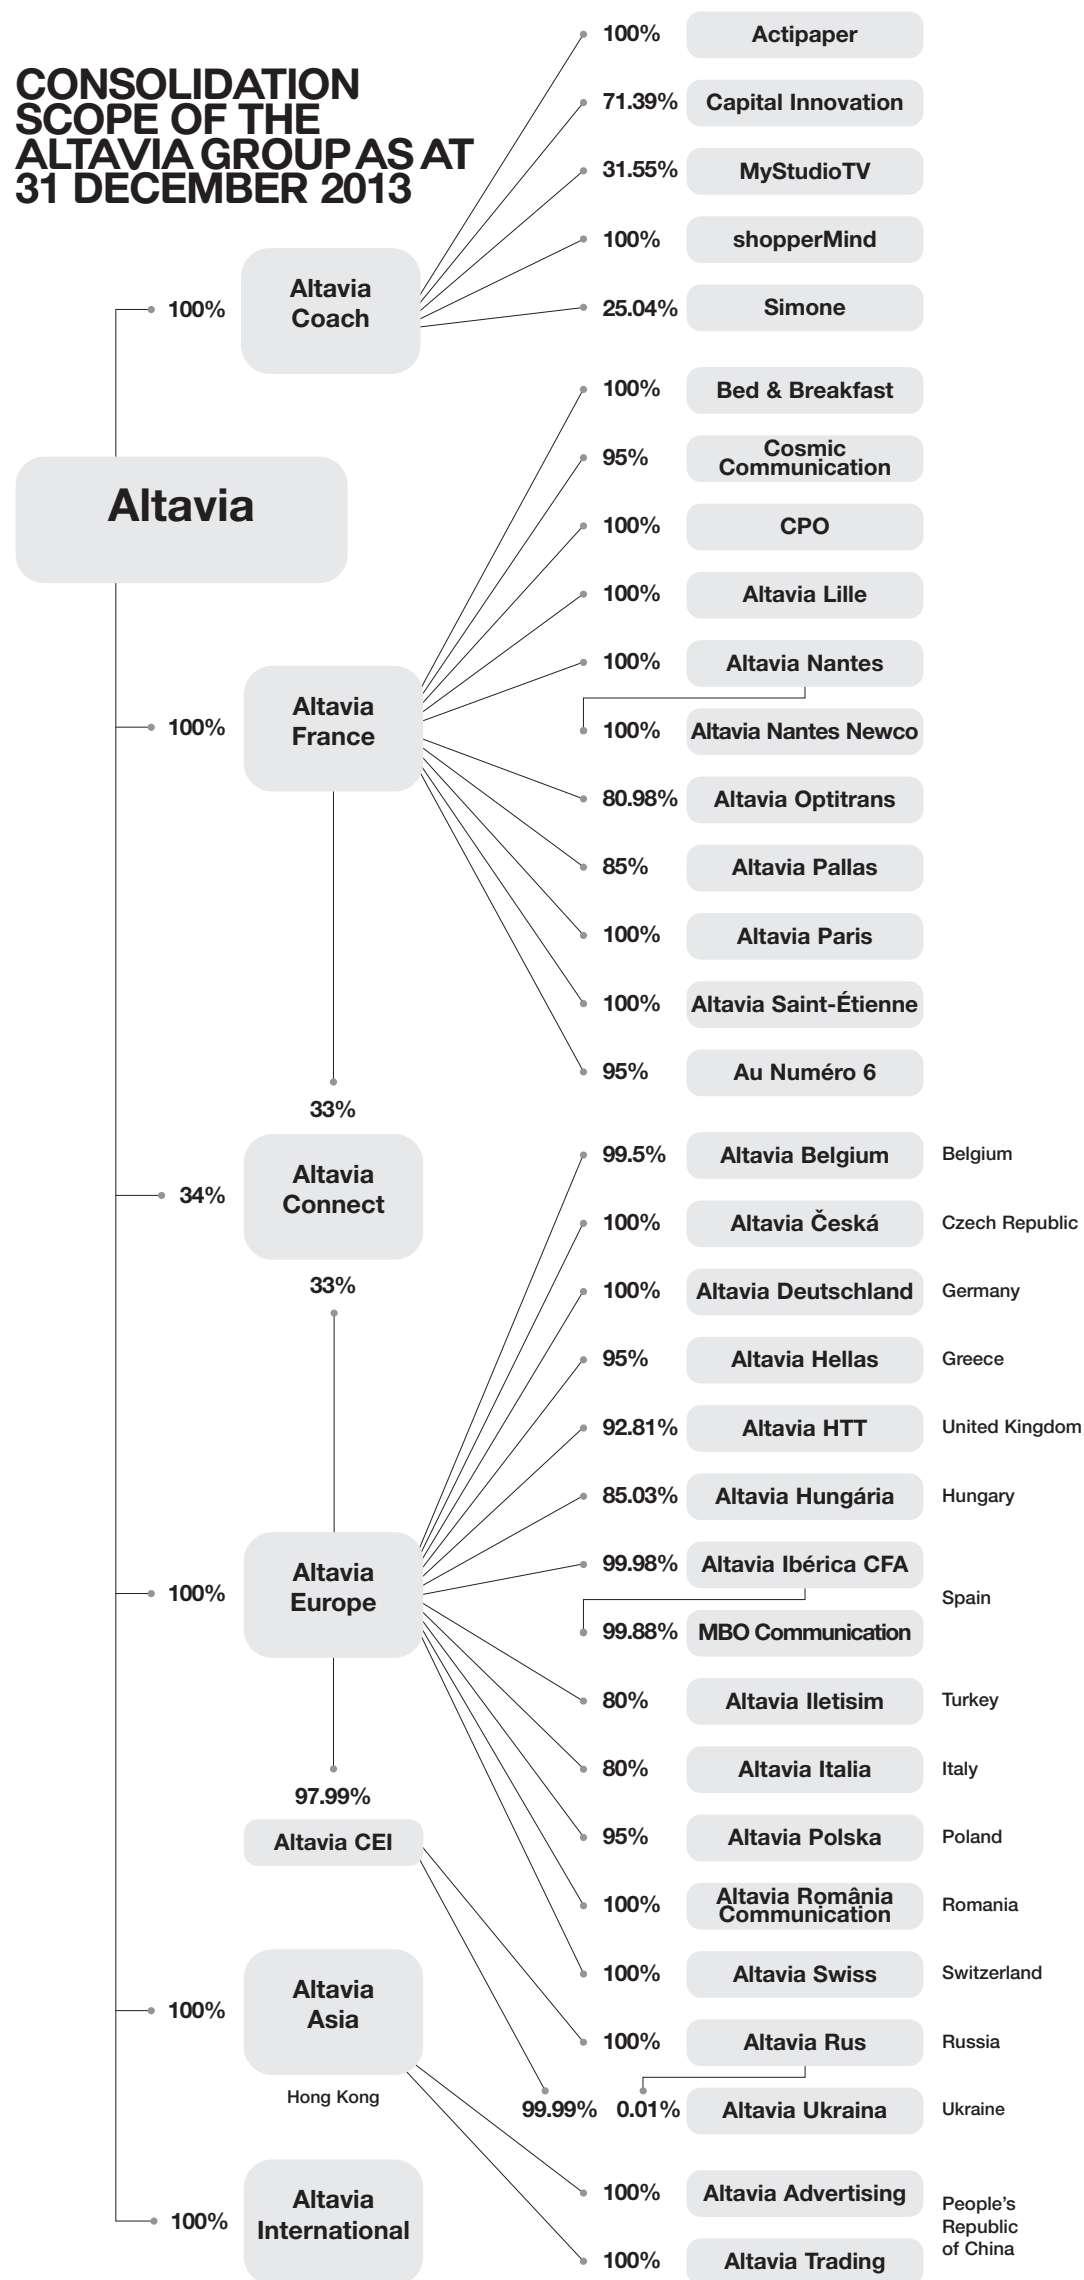 CONSOLIDATION
SCOPE OF THE
ALTAVIA GROUP AS AT
31 DECEMBER 2013
Altavia
100%
Altavia
Coach
100% Actipaper
71.39% Capital Innovation
31.55% MyStudioTV
100% shopperMind
25.04% Simone
100%
Altavia
France
100% Bed & Breakfast
95% Cosmic
Communication
100% CPO
100% Altavia Lille
100% Altavia Nantes
100% Altavia Nantes Newco
80.98% Altavia Optitrans
85% Altavia Pallas
100% Altavia Paris
100% Altavia Saint-Étienne
95% Au Numéro 6
33%
34%
Altavia
Connect
33%
100%
Altavia
Europe
99.5% Altavia Belgium Belgium
100% Altavia Česká Czech Republic
100% Altavia Deutschland Germany
95% Altavia Hellas Greece
92.81% Altavia HTT United Kingdom
85.03% Altavia Hungária Hungary
99.98% Altavia Ibérica CFA
Spain
99.88% MBO Communication
80% Altavia Iletisim Turkey
80% Altavia Italia Italy
95% Altavia Polska Poland
100% Altavia România
Communication Romania
100% Altavia Swiss Switzerland
97.99%
Altavia CEI
100% Altavia Rus Russia
99.99% 0.01% Altavia Ukraina Ukraine
100%
Altavia
Asia
Hong Kong
100% Altavia Advertising
People's
Republic
of China
100% Altavia Trading
100%
Altavia
International